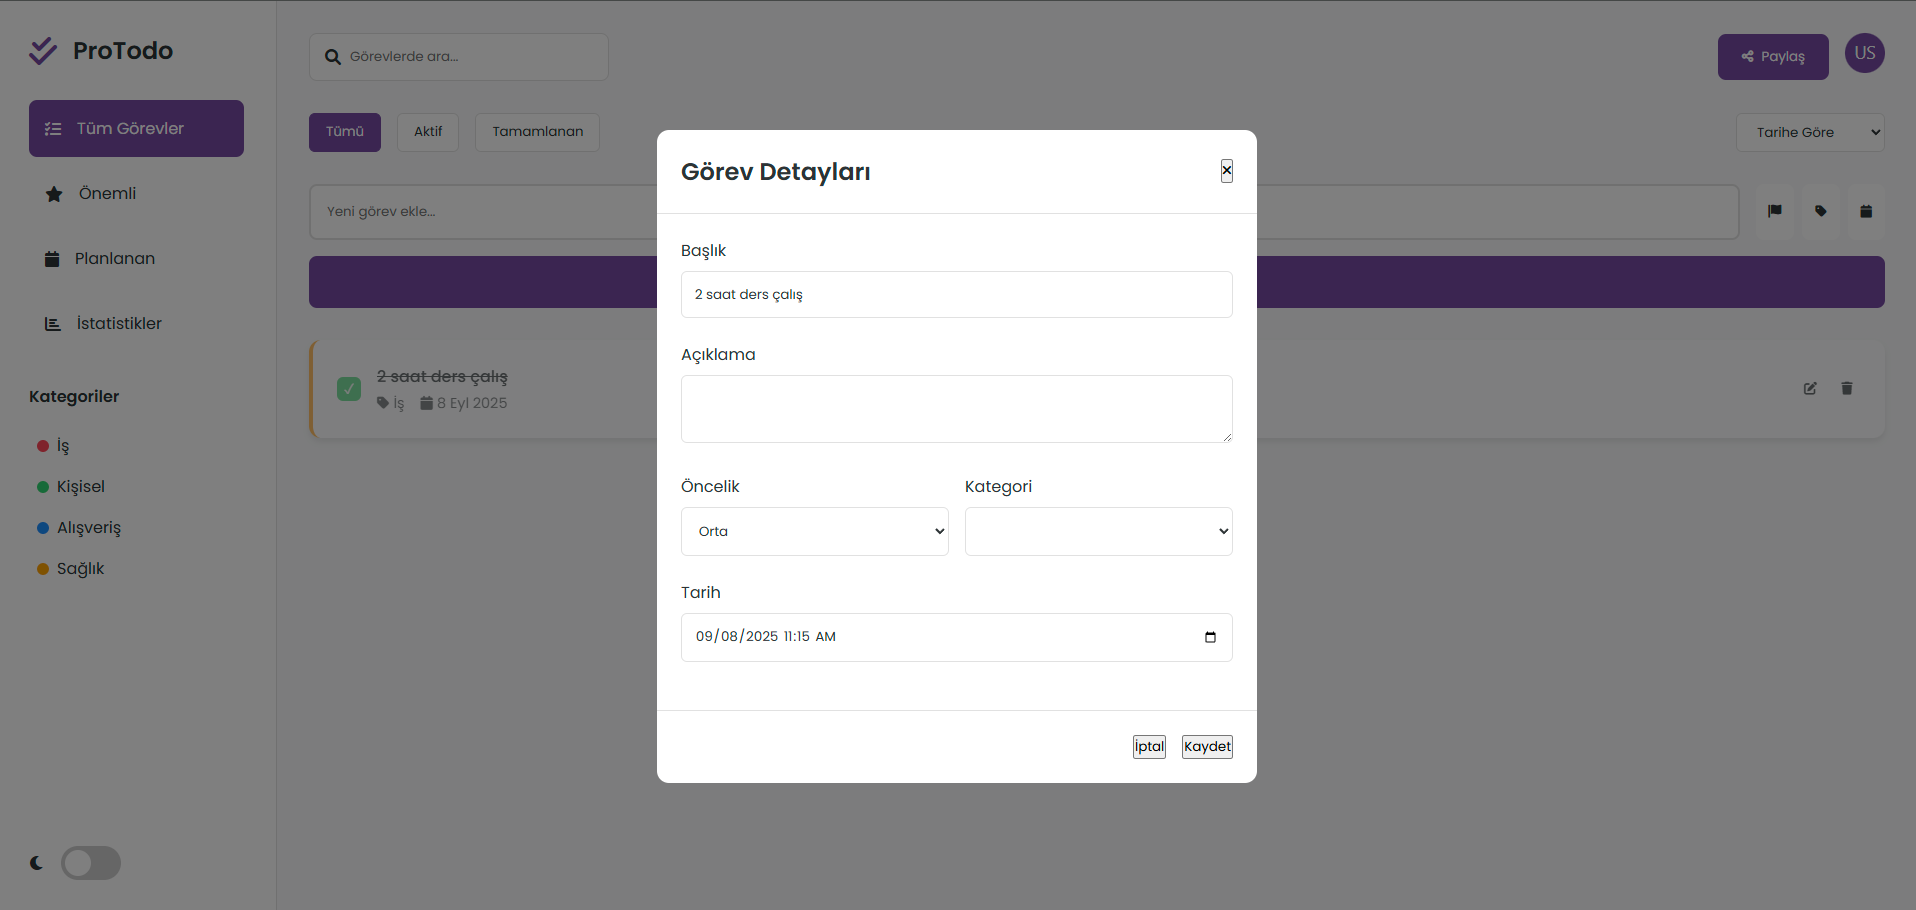 ProTodo
Tüm Görevler
Önemli
Planlanan
İstatistikler
Kategoriler
İş
Kişisel
Alışveriş
Sağlık
Görevlerde ara...
Paylaş
US
Tümü
Aktif
Tamamlanan
Tarihe Göre
Yeni görev ekle...
2 saat ders çalış
İş
8 Eyl 2025
Görev Detayları
×
Başlık
2 saat ders çalış
Açıklama
Öncelik
Kategori
Orta
Tarih
09/08/2025 11:15 AM
İptal
Kaydet